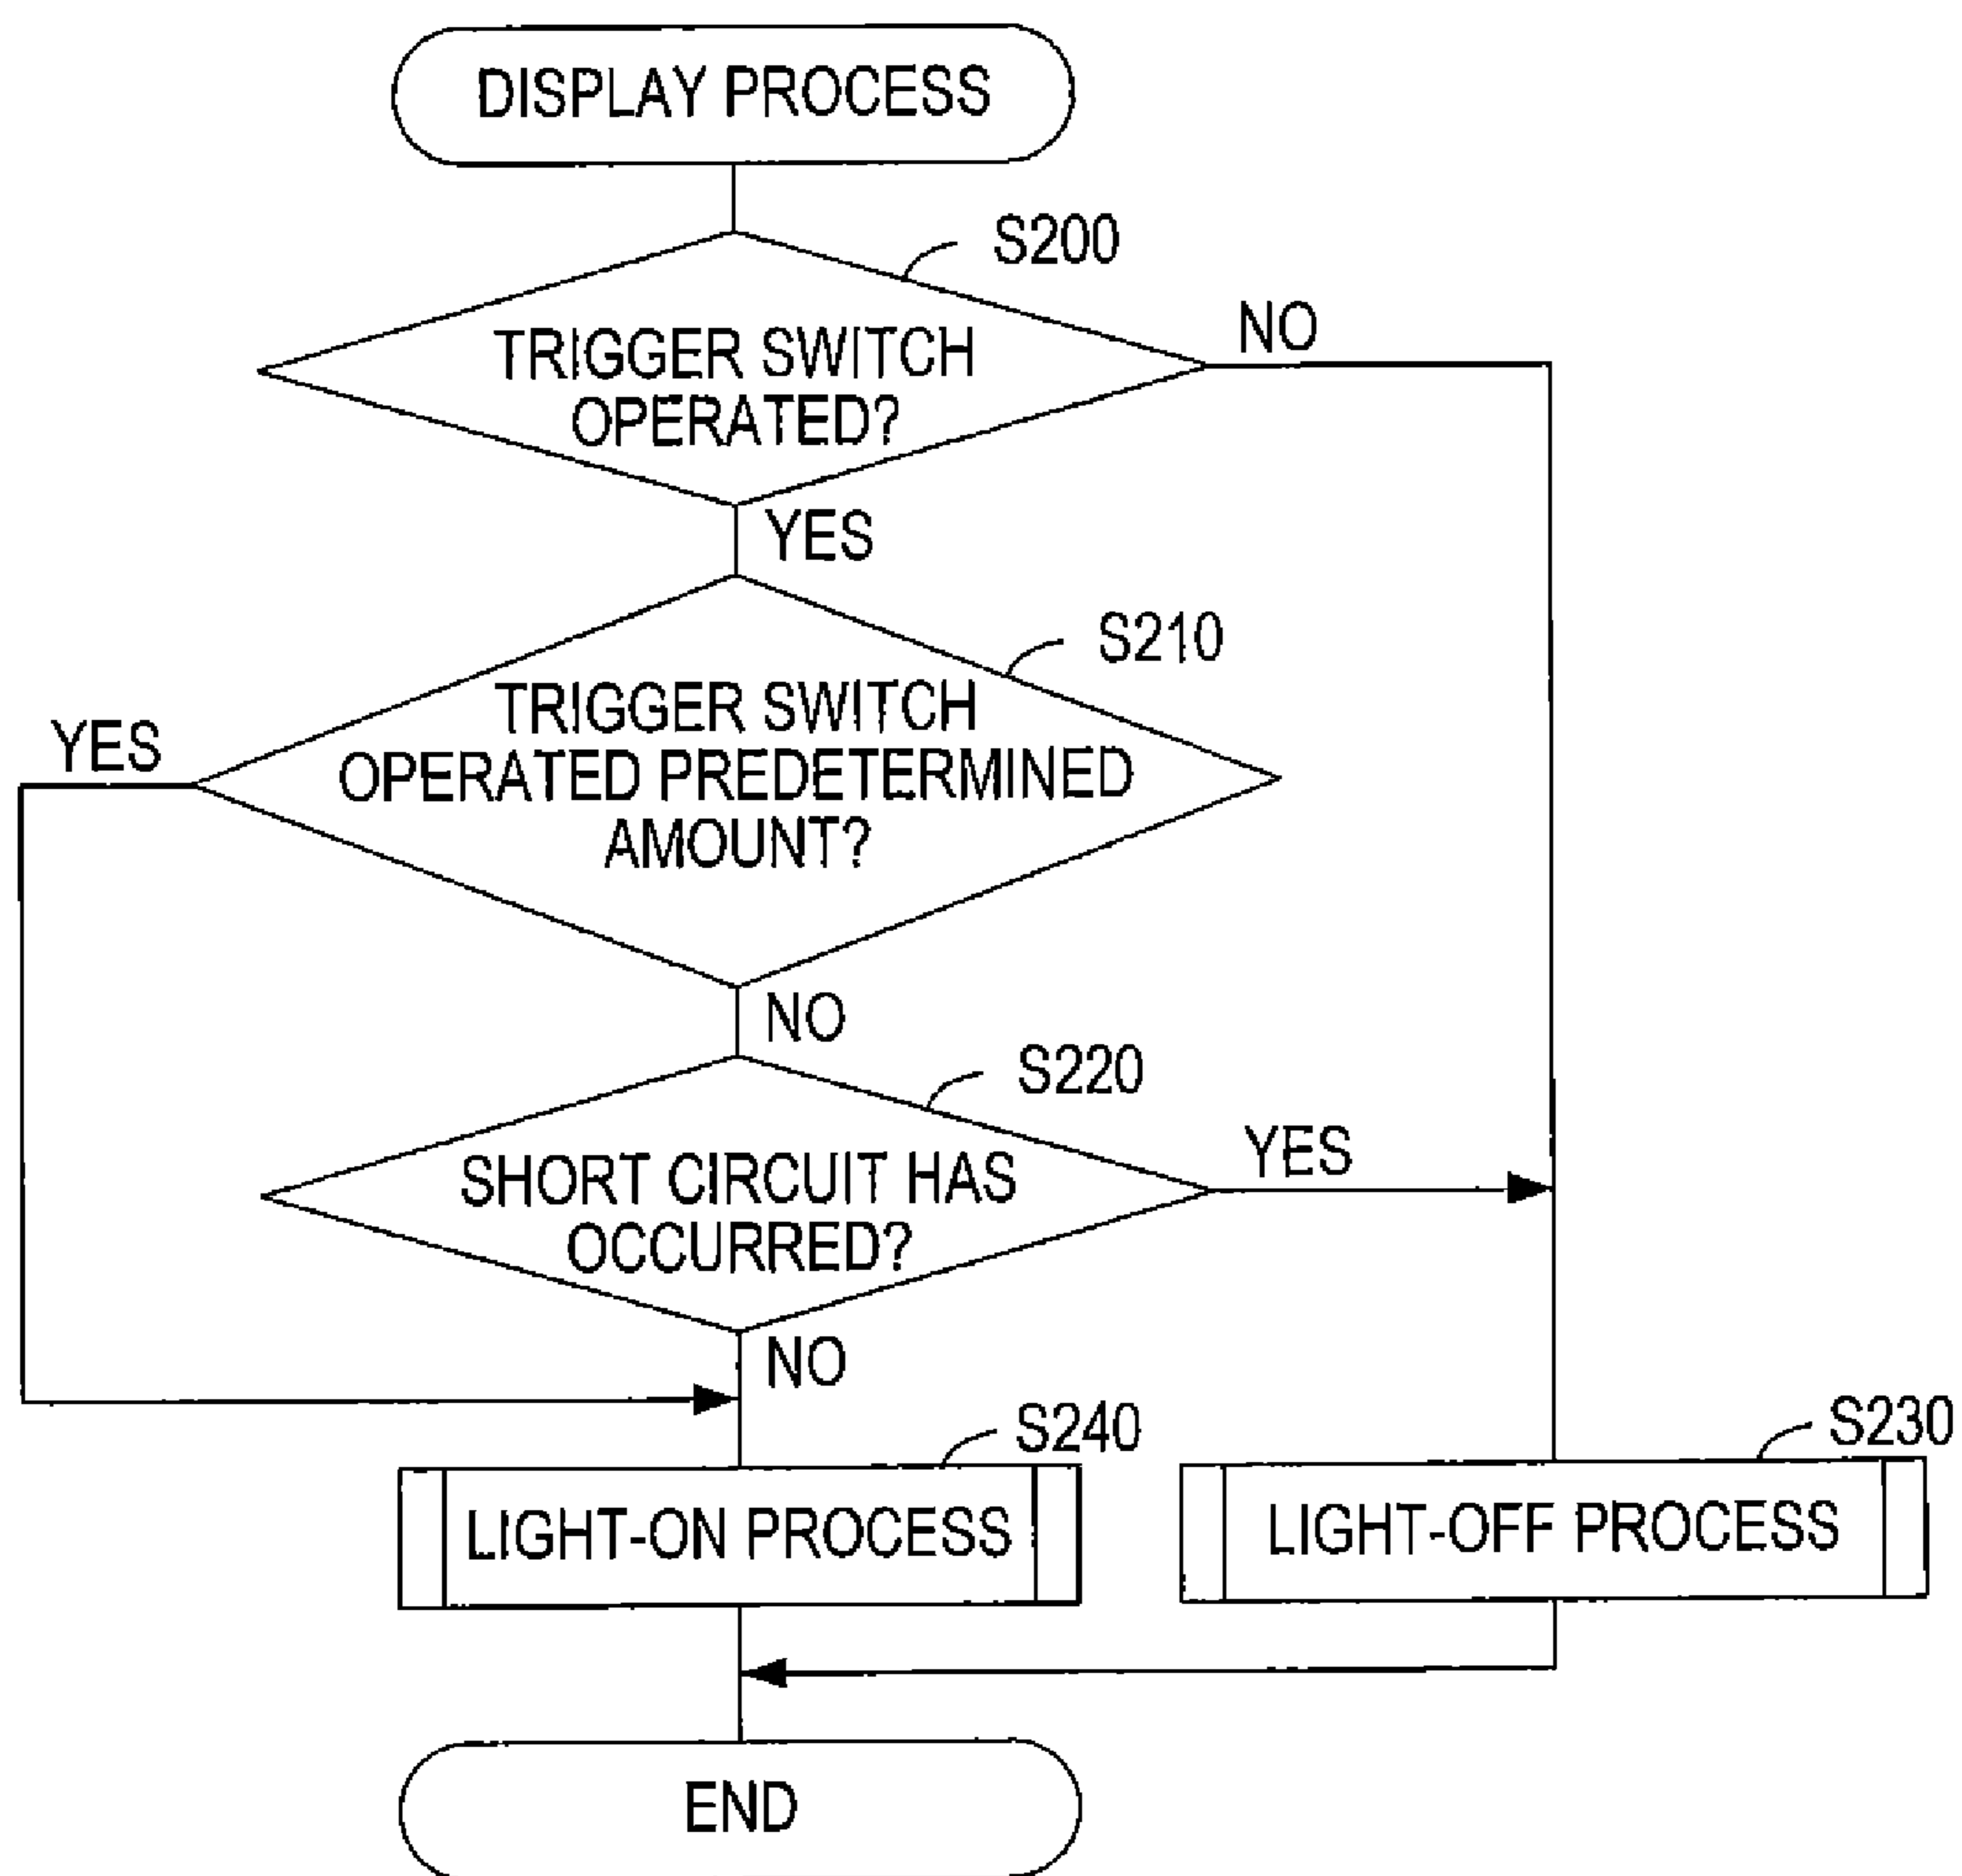 DISPLAY PROCESS
S200
TRIGGER SWITCH
OPERATED?
NO
YES
S210
TRIGGER SWITCH
OPERATED PREDETERMINED
AMOUNT?
YES
NO
S220
SHORT CIRCUIT HAS
OCCURRED?
YES
NO
S240
LIGHT-ON PROCESS
S230
LIGHT-OFF PROCESS
END